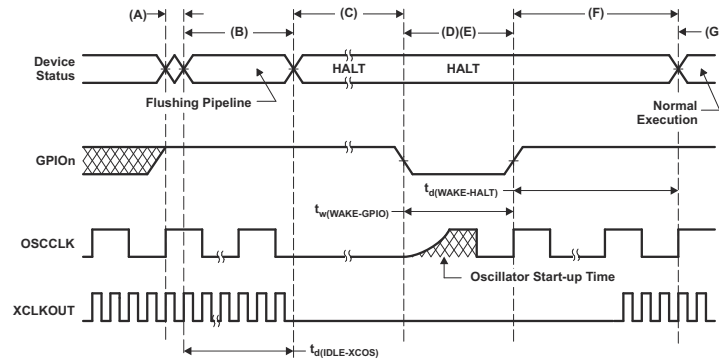 (A)
(B)
(C)
(D)(E)
(F)
(G
Device
Status
HALT
HALT
Flushing Pipeline
Normal
Execution
GPIOn
td(WAKE-HALT)
tw(WAKE-GPIO)
OSCCLK
Oscillator Start-up Time
XCLKOUT
td(IDLE-XCOS)